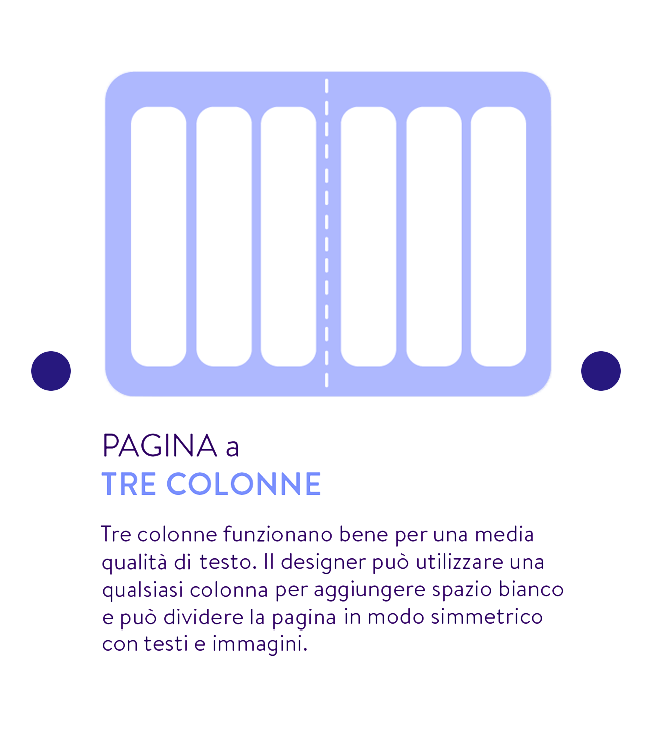 PAGINA a
TRE COLONNE
Tre colonne funzionano bene per una media
qualità di testo. Il designer può utilizzare una
qualsiasi colonna per aggiungere spazio bianco
e può dividere la pagina in modo simmetrico
con testi e immagini.